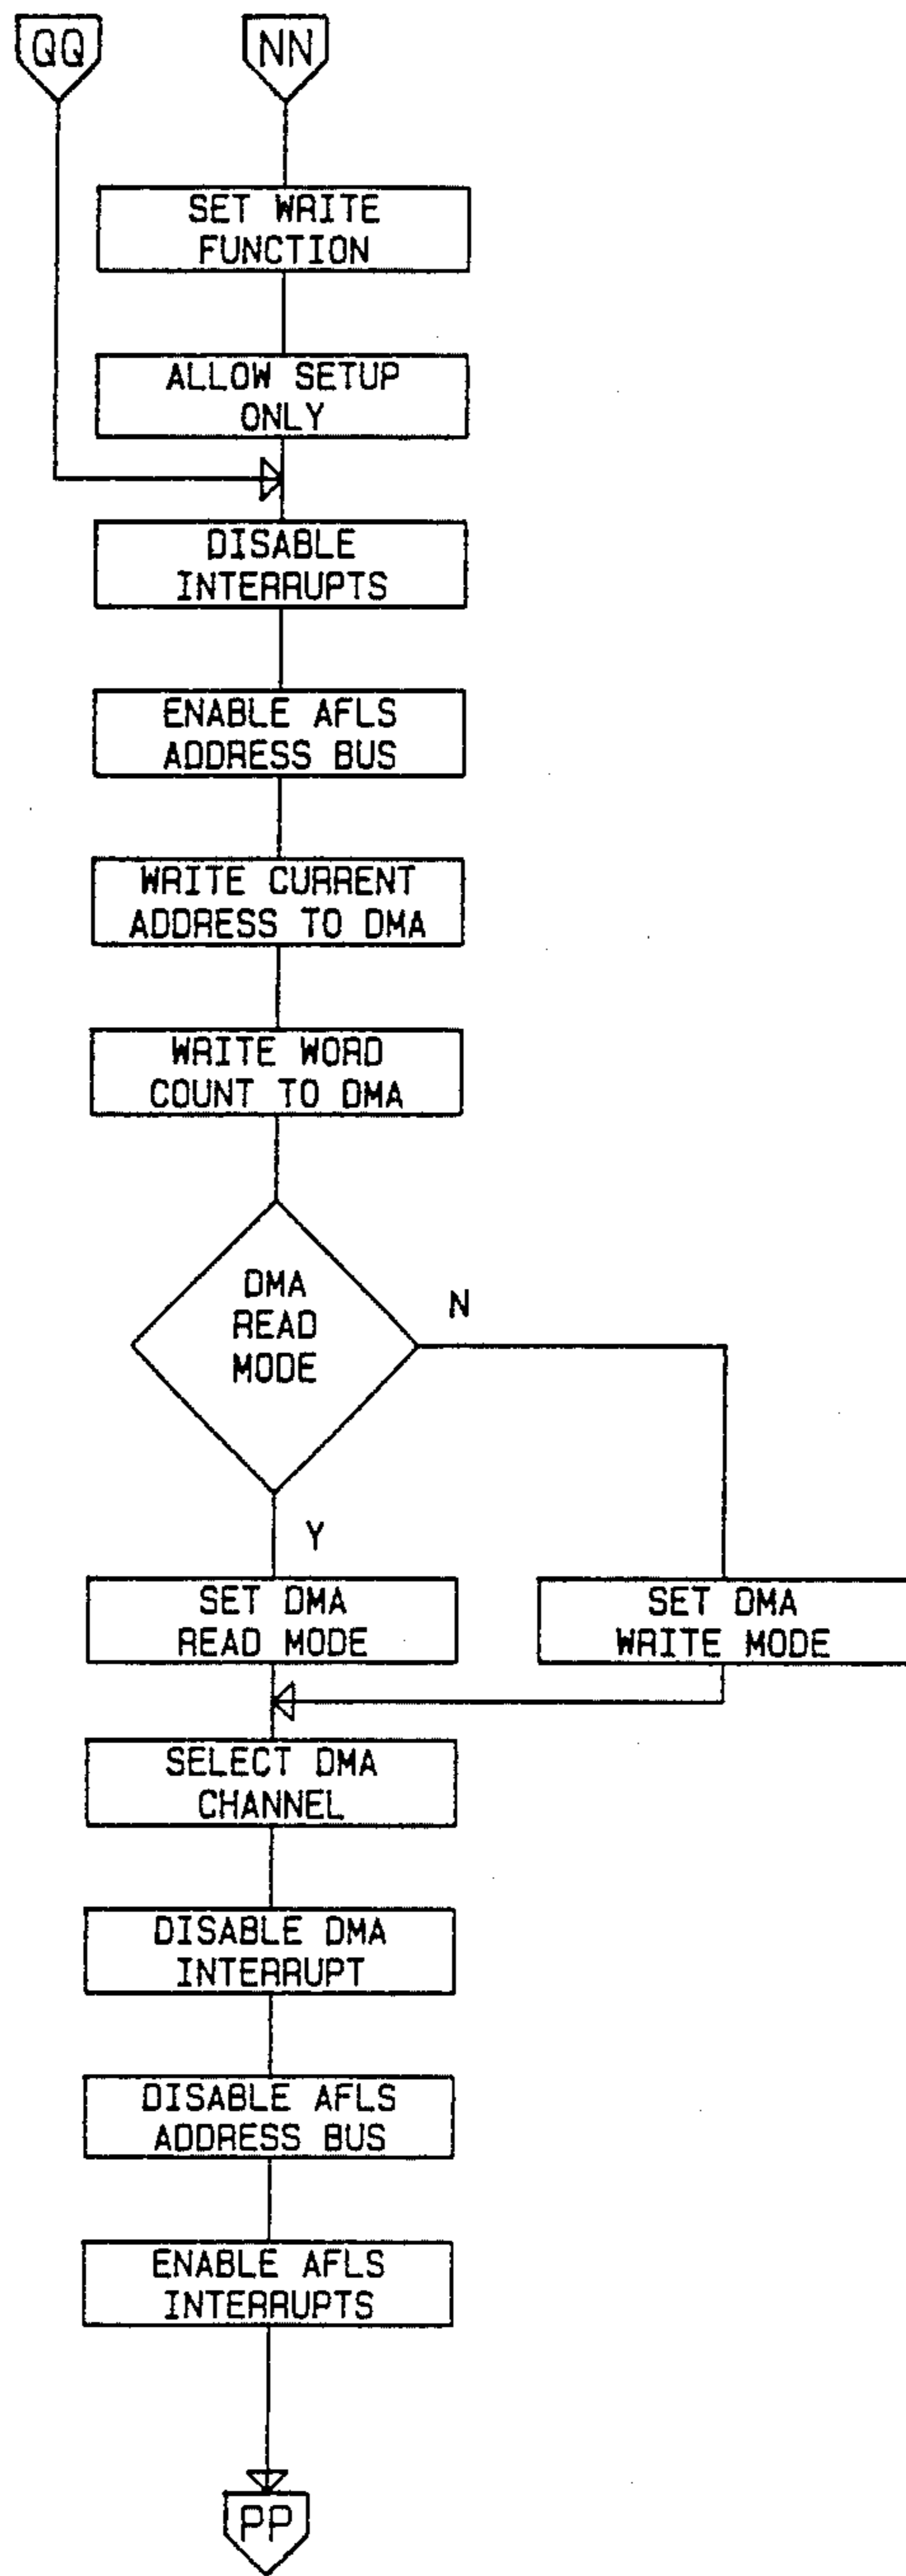 QQ
NN
SET WRITE
FUNCTION
ALLOW SETUP
ONLY
DISABLE
INTERRUPTS
ENABLE AFLS
ADDRESS BUS
WRITE CURRENT
ADDRESS TO DMA
WRITE WORD
COUNT TO DMA
DMA
READ
MODE
N
Y
SET DMA
READ MODE
SET DMA
WRITE MODE
SELECT DMA
CHANNEL
DISABLE DMA
INTERRUPT
DISABLE AFLS
ADDRESS BUS
ENABLE AFLS
INTERRUPTS
PP